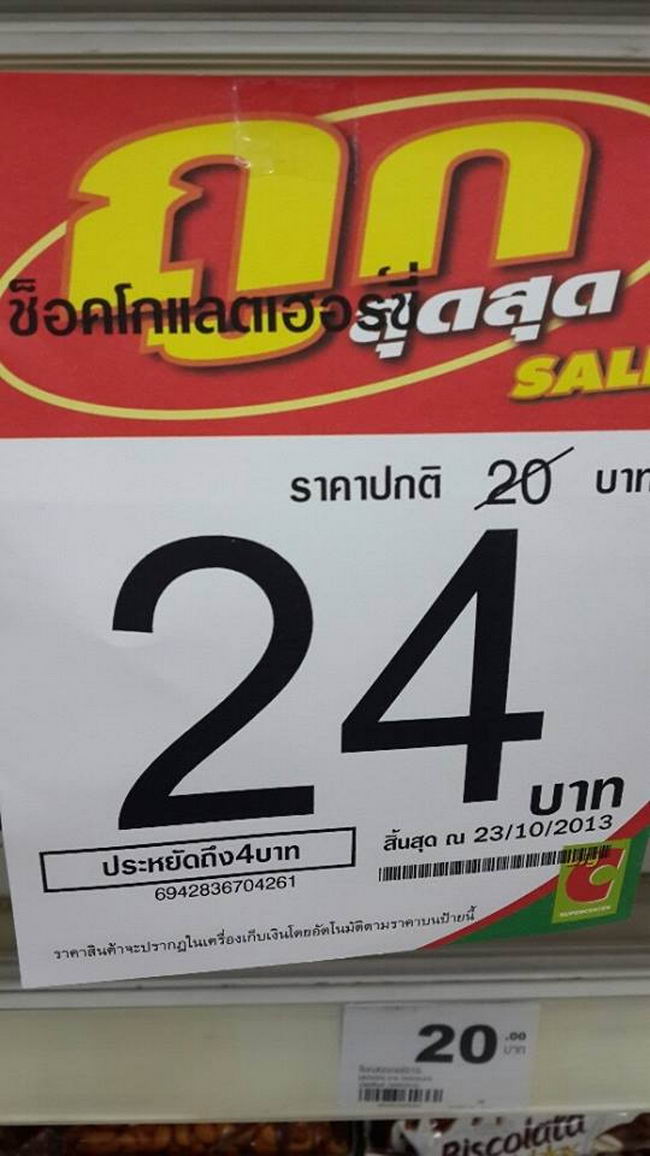 ถูก
สุดสุด
SALE
ช็อคโกแลตเฮอร์ชี่
ราคาปกติ 20 บาท
24
บาท
ประหยัดถึง4บาท
สิ้นสุด ณ 23/10/2013
6942836704261
Big C
SUPERCENTER
ราคาสินค้าจะปรากฏในเครื่องเก็บเงินโดยอัตโนมัติตามราคาบนป้ายนี้
20.00
บาท
Biscolata